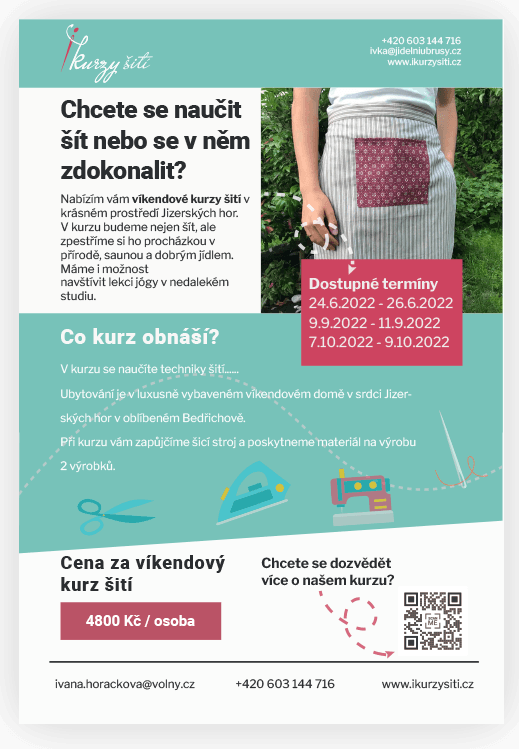 ikurzy šití
+420 603 144 716
ivka@jidelniubrusy.cz
www.ikurzysiti.cz
Chcete se naučit
šít nebo se v něm
zdokonalit?
Nabízím vám víkendové kurzy šití v
krásném prostředí Jizerských hor.
V kurzu budeme nejen šít, ale
zpestříme si ho procházkou v
přírodě, saunou a dobrým jídlem.
Máme i možnost
navštívit lekci jógy v nedalekém
studiu.
Dostupné termíny
24.6.2022 - 26.6.2022
9.9.2022 - 11.9.2022
7.10.2022 - 9.10.2022
Co kurz obnáší?
V kurzu se naučíte techniky šití......
Ubytování je v luxusně vybaveném víkendovém domě v srdci Jizer-
ských hor v oblíbeném Bedřichově.
Při kurzu vám zapůjčíme šicí stroj a poskytneme materiál na výrobu
2 výrobků.
Cena za víkendový
kurz šití
4800 Kč / osoba
Chcete se dozvědět
více o našem kurzu?
ivana.horackova@volny.cz
+420 603 144 716
www.ikurzysiti.cz